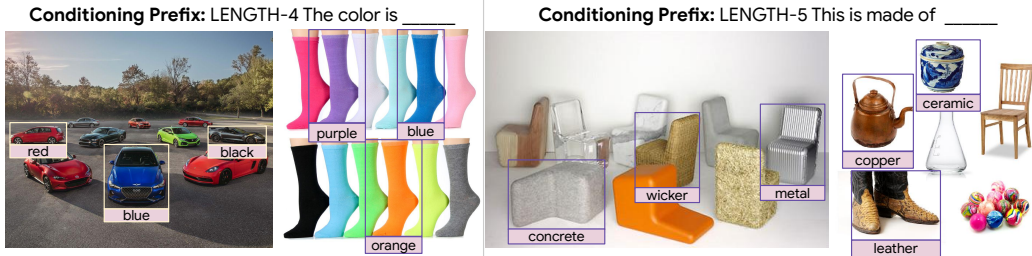 Conditioning Prefix: LENGTH-4 The color is ______
red
black
blue
purple
blue
orange
Conditioning Prefix: LENGTH-5 This is made of ______
concrete
wicker
metal
ceramic
copper
leather